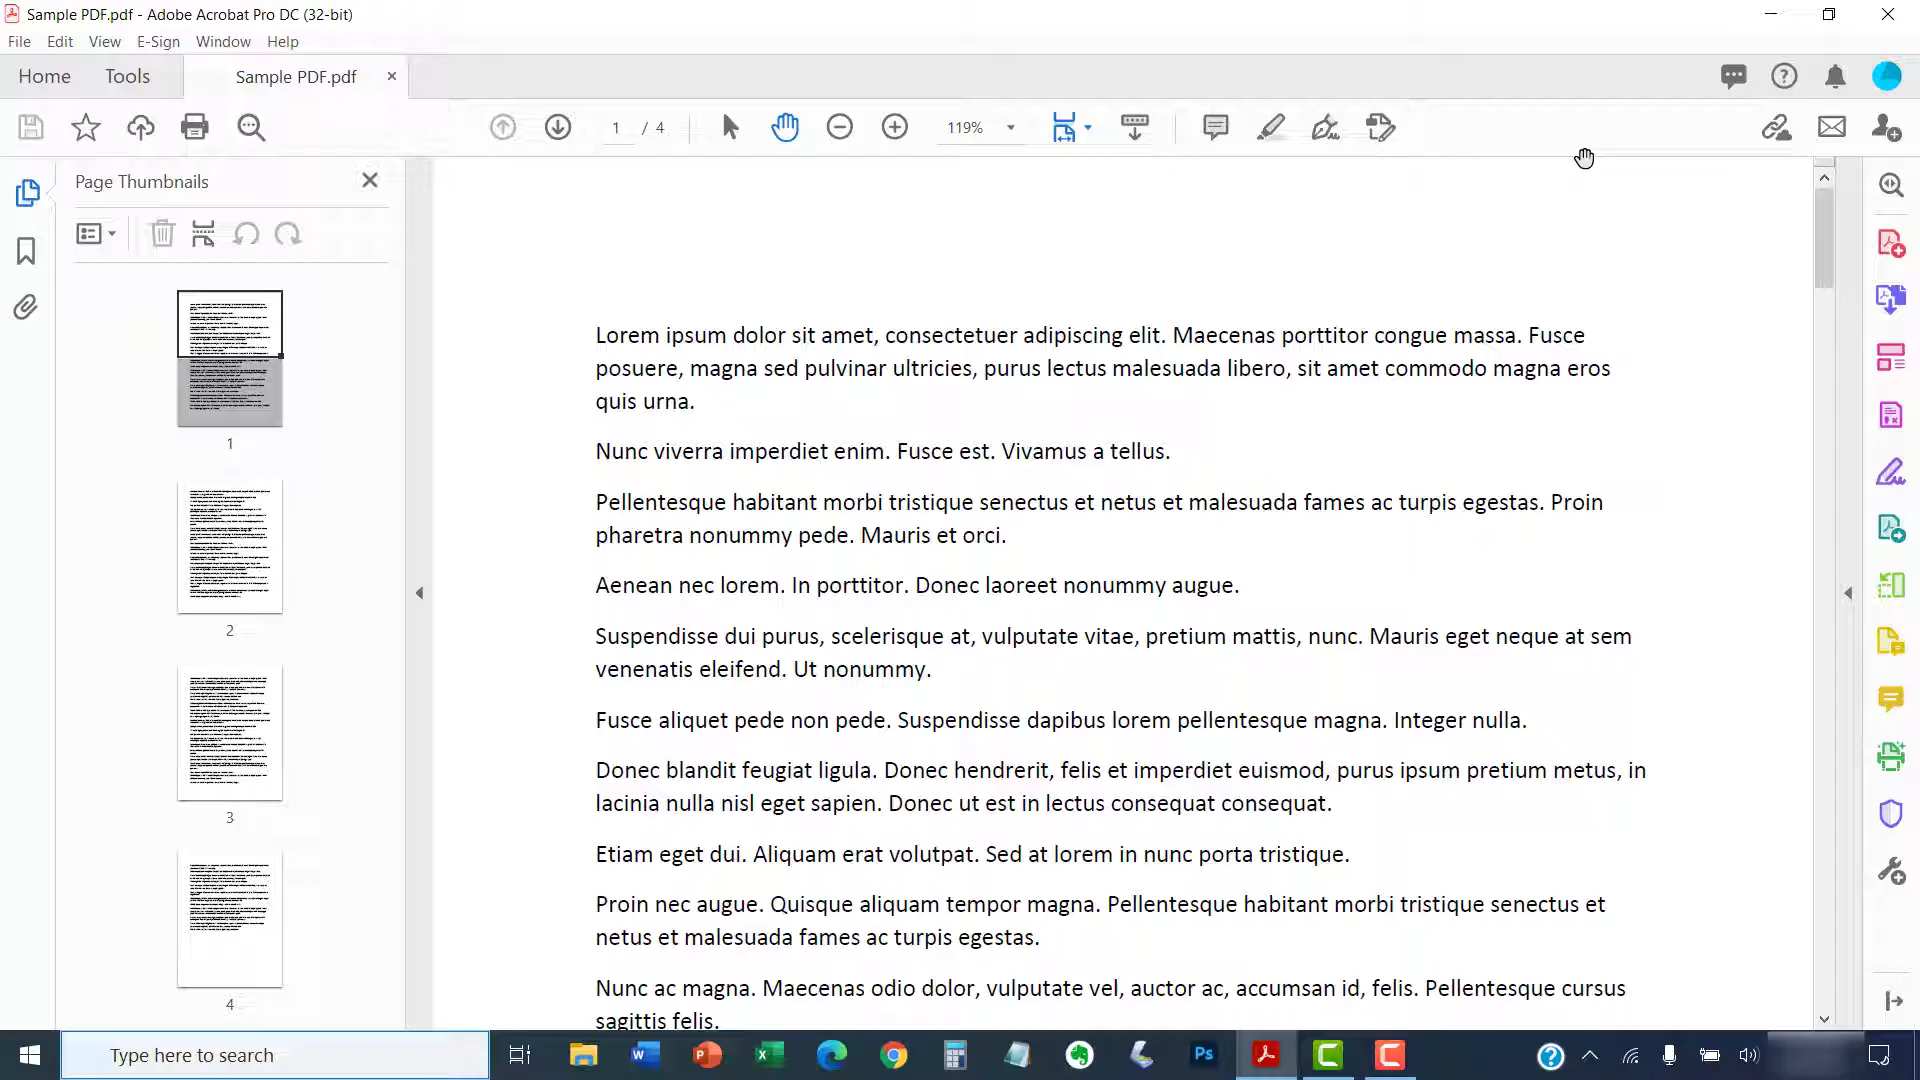 Sample PDF.pdf - Adobe Acrobat Pro DC (32-bit)
File Edit View E-Sign Window Help
Home Tools Sample PDF.pdf
1 / 4 119%
Page Thumbnails
1
2
3
4
Lorem ipsum dolor sit amet, consectetuer adipiscing elit. Maecenas porttitor congue massa. Fusce
posuere, magna sed pulvinar ultricies, purus lectus malesuada libero, sit amet commodo magna eros
quis urna.
Nunc viverra imperdiet enim. Fusce est. Vivamus a tellus.
Pellentesque habitant morbi tristique senectus et netus et malesuada fames ac turpis egestas. Proin
pharetra nonummy pede. Mauris et orci.
Aenean nec lorem. In porttitor. Donec laoreet nonummy augue.
Suspendisse dui purus, scelerisque at, vulputate vitae, pretium mattis, nunc. Mauris eget neque at sem
venenatis eleifend. Ut nonummy.
Fusce aliquet pede non pede. Suspendisse dapibus lorem pellentesque magna. Integer nulla.
Donec blandit feugiat ligula. Donec hendrerit, felis et imperdiet euismod, purus ipsum pretium metus, in
lacinia nulla nisl eget sapien. Donec ut est in lectus consequat consequat.
Etiam eget dui. Aliquam erat volutpat. Sed at lorem in nunc porta tristique.
Proin nec augue. Quisque aliquam tempor magna. Pellentesque habitant morbi tristique senectus et
netus et malesuada fames ac turpis egestas.
Nunc ac magna. Maecenas odio dolor, vulputate vel, auctor ac, accumsan id, felis. Pellentesque cursus
sagittis felis.
Type here to search
Ps